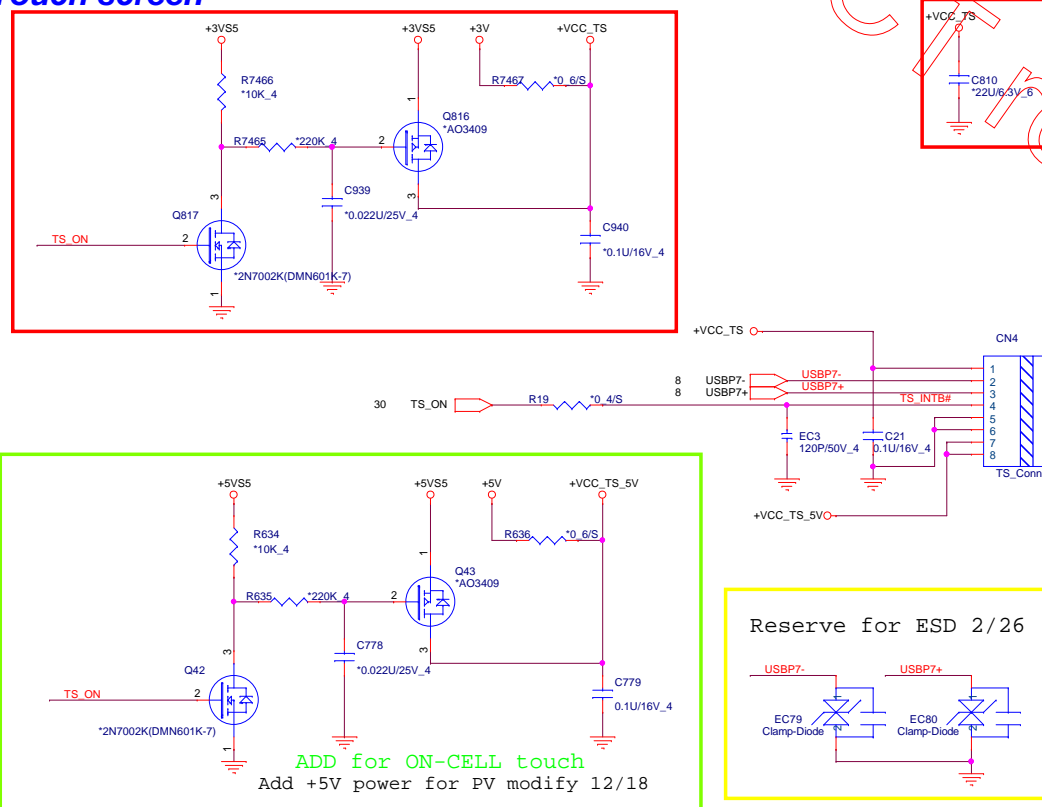 Touch screen
+3VS5
+3VS5
+3V
+VCC_TS
R7466
*10K_4
R7467
*0_6/S
Q816
*AO3409
1
2
3
R7465
*220K_4
C939
*0.022U/25V_4
Q817
3
2
1
TS_ON
*2N7002K(DMN601K-7)
C940
*0.1U/16V_4
+VCC_TS
C810
*22U/6.3V_6
+VCC_TS
CN4
8 USBP7- USBP7-
8 USBP7+ USBP7+
30 TS_ON R19 *0_4/S TS_INTB#
1
2
3
4
5
6
7
8
EC3
120P/50V_4
C21
0.1U/16V_4
TS_Conn
+VCC_TS_5V
+5VS5
+5VS5
+5V
+VCC_TS_5V
R634
*10K_4
R636
*0_6/S
Q43
*AO3409
1
2
3
R635
*220K_4
C778
*0.022U/25V_4
Q42
3
2
1
TS_ON
*2N7002K(DMN601K-7)
C779
0.1U/16V_4
ADD for ON-CELL touch
Add +5V power for PV modify 12/18
Reserve for ESD 2/26
USBP7-
USBP7+
1
2
EC79
Clamp-Diode
1
2
EC80
Clamp-Diode